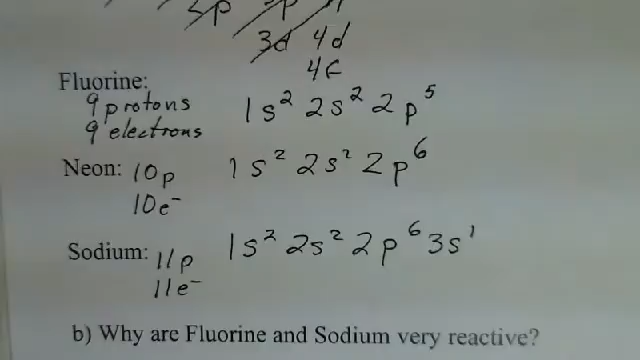 3p
3d 4d
4f
Fluorine:
9 protons 1s² 2s² 2p⁵
9 electrons
Neon: 10p 1s² 2s² 2p⁶
10e⁻
Sodium: 11p 1s² 2s² 2p⁶ 3s¹
11e⁻
b) Why are Fluorine and Sodium very reactive?